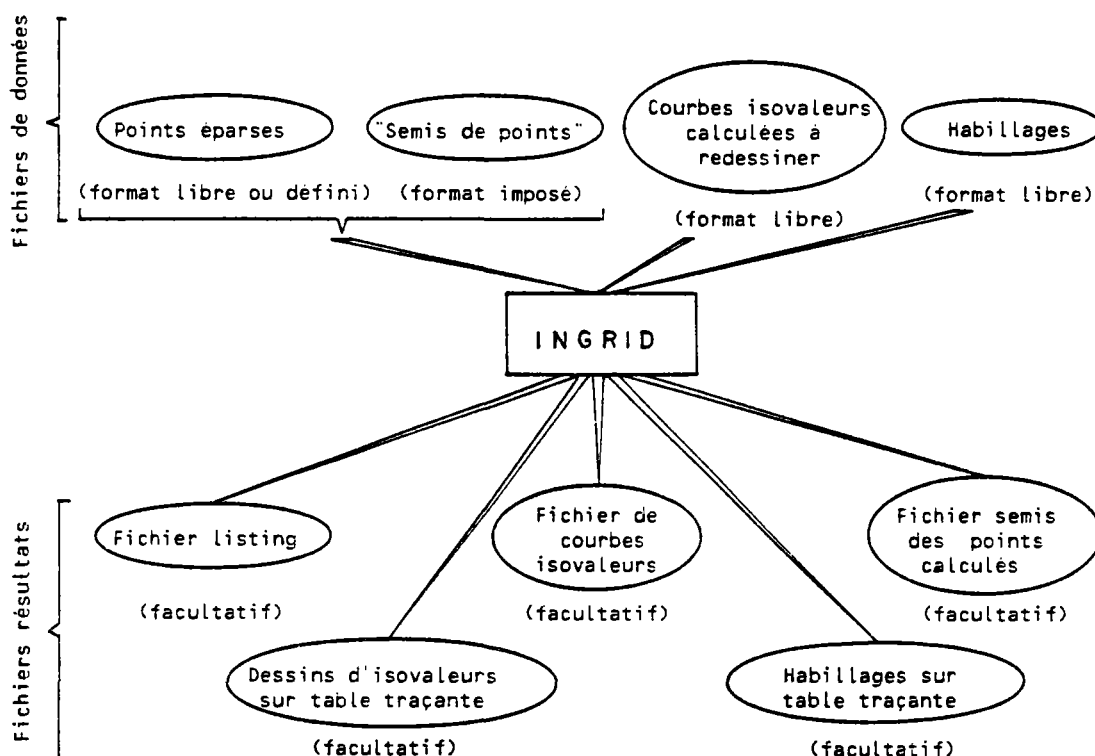 Fichiers de données
Points éparses
(format libre ou défini)
"Semis de points"
(format imposé)
Courbes isovaleurs
calculées à
redessiner
(format libre)
Habillages
(format libre)
INGRID
Fichiers résultats
Fichier listing
(facultatif)
Fichier de
courbes
isovaleurs
(facultatif)
Fichier semis
des points
calculés
(facultatif)
Dessins d'isovaleurs
sur table traçante
(facultatif)
Habillages sur
table traçante
(facultatif)